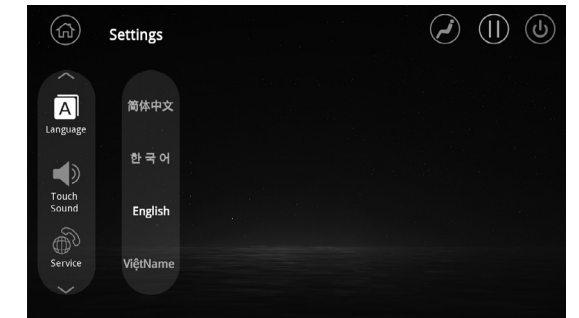 Settings
A
Language
Touch
Sound
Service
简体中文
한국어
English
ViệtName